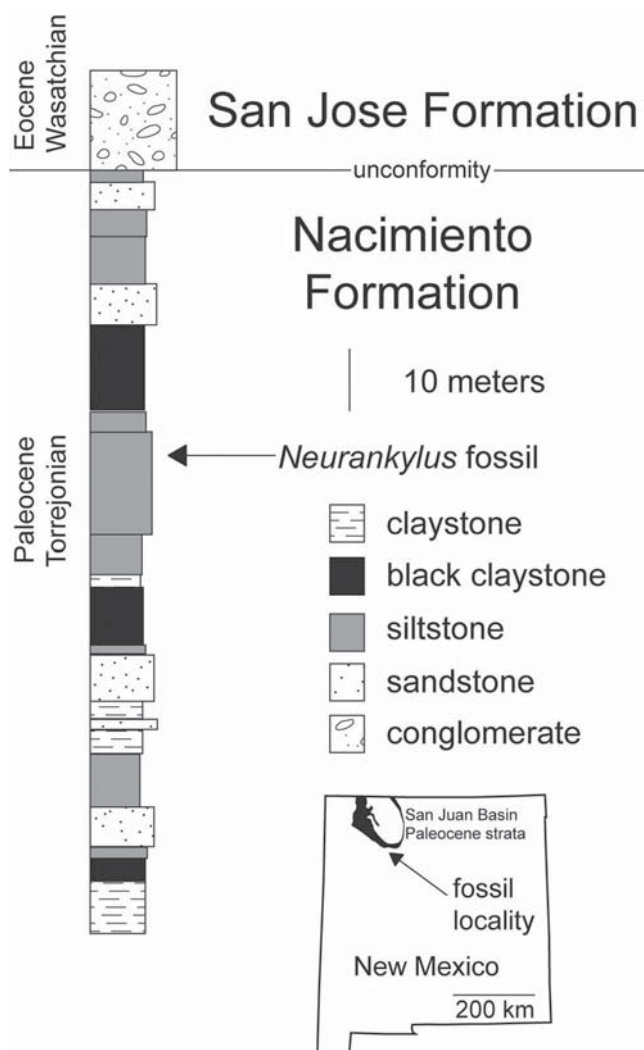 Eocene
Wasatchian
San Jose Formation
unconformity
Nacimiento
Formation
10 meters
Paleocene
Torrejonian
Neurankylus fossil
claystone
black claystone
siltstone
sandstone
conglomerate
San Juan Basin
Paleocene strata
fossil
locality
New Mexico
200 km